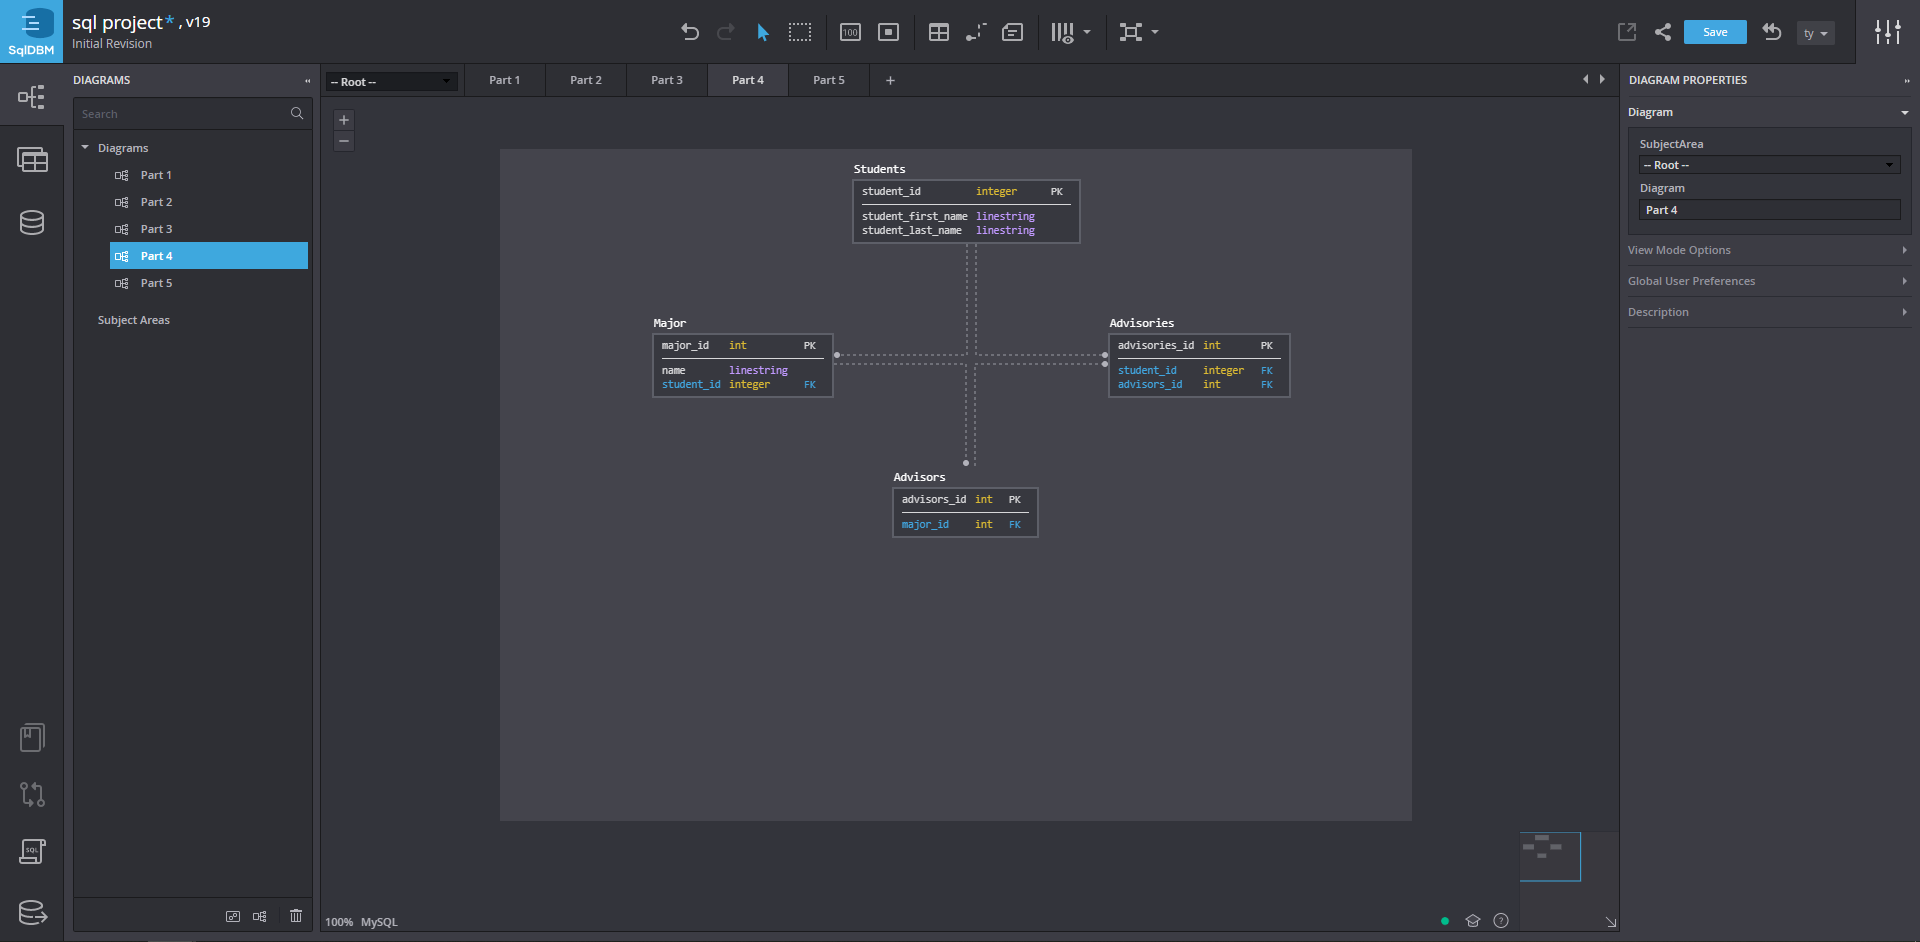 SqlDBM
sql project* , v19
Initial Revision
100
Save
ty
DIAGRAMS
Search
Diagrams
Part 1
Part 2
Part 3
Part 4
Part 5
Subject Areas
-- Root --
Part 1
Part 2
Part 3
Part 4
Part 5
+
+
−
Students
student_id integer PK
student_first_name linestring
student_last_name linestring
Major
major_id int PK
name linestring
student_id integer FK
Advisories
advisories_id int PK
student_id integer FK
advisors_id int FK
Advisors
advisors_id int PK
major_id int FK
DIAGRAM PROPERTIES
Diagram
SubjectArea
-- Root --
Diagram
Part 4
View Mode Options
Global User Preferences
Description
SQL
100% MySQL
?